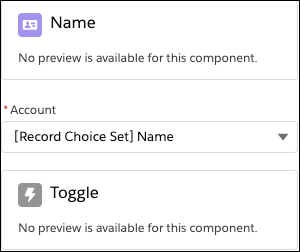 Name
No preview is available for this component.
* Account
[Record Choice Set] Name
Toggle
No preview is available for this component.